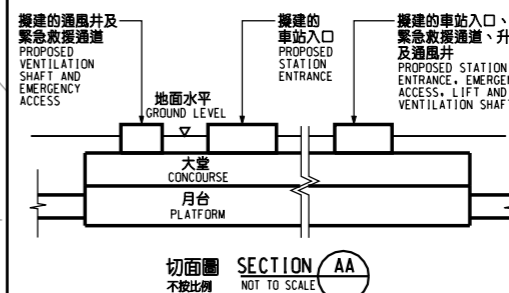 擬建的通風井及
緊急救援通道
PROPOSED
VENTILATION
SHAFT AND
EMERGENCY
ACCESS
擬建的
車站入口
PROPOSED
STATION
ENTRANCE
擬建的車站入口、
緊急救援通道、升
及通風井
PROPOSED STATION
ENTRANCE, EMERGEN
ACCESS, LIFT AND
VENTILATION SHAF
地面水平
GROUND LEVEL
大堂
CONCOURSE
月台
PLATFORM
切面圖 SECTION AA
不按比例 NOT TO SCALE